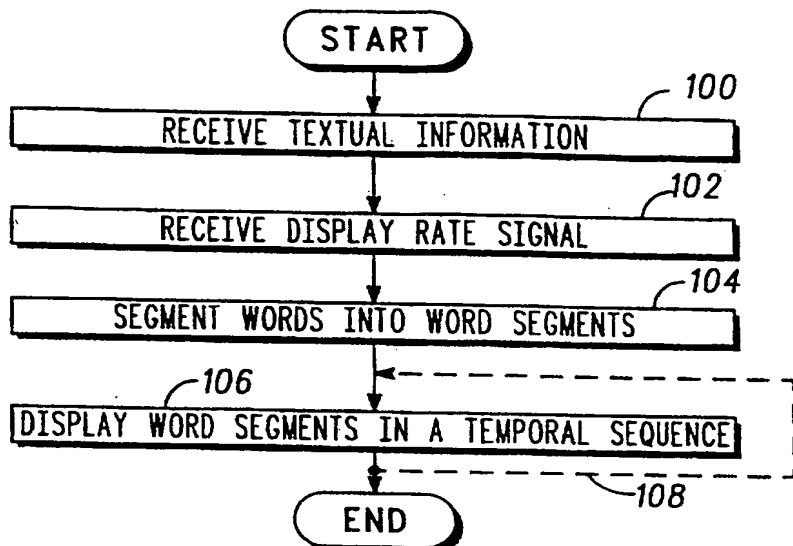 START
100
RECEIVE TEXTUAL INFORMATION
102
RECEIVE DISPLAY RATE SIGNAL
104
SEGMENT WORDS INTO WORD SEGMENTS
106
DISPLAY WORD SEGMENTS IN A TEMPORAL SEQUENCE
108
END